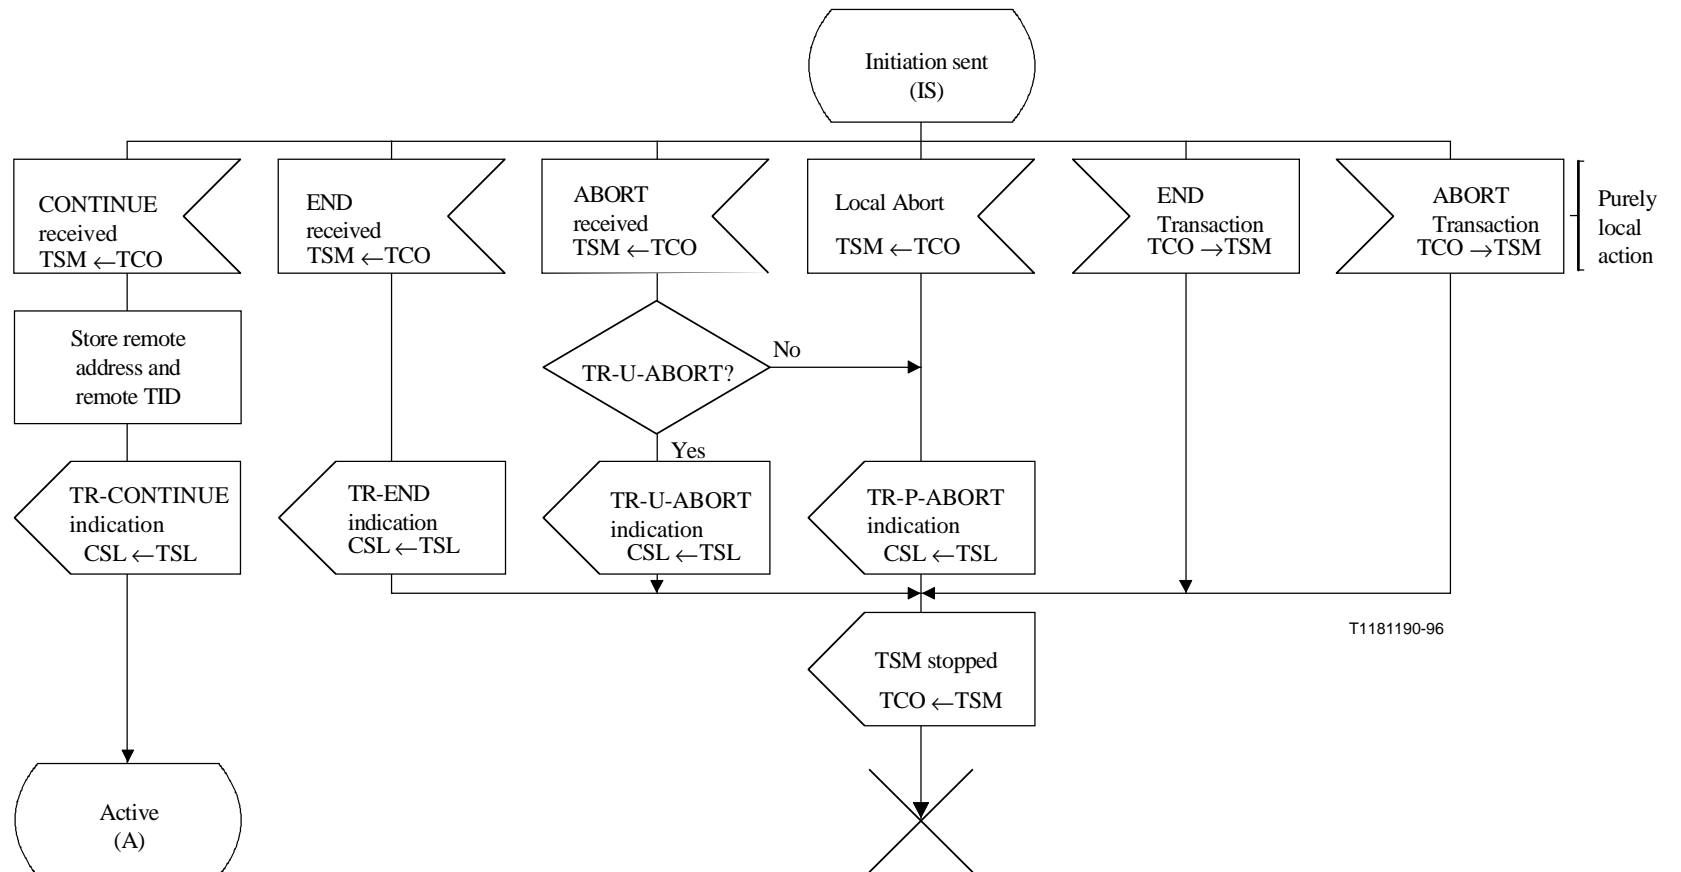 Initiation sent
(IS)
CONTINUE
received
TSM ←TCO
END
received
TSM ←TCO
ABORT
received
TSM ←TCO
Local Abort
TSM ←TCO
END
Transaction
TCO →TSM
ABORT
Transaction
TCO →TSM
Purely
local
action
Store remote
address and
remote TID
TR-U-ABORT?
No
Yes
TR-CONTINUE
indication
CSL ←TSL
TR-END
indication
CSL ←TSL
TR-U-ABORT
indication
CSL ←TSL
TR-P-ABORT
indication
CSL ←TSL
T1181190-96
TSM stopped
TCO ←TSM
Active
(A)